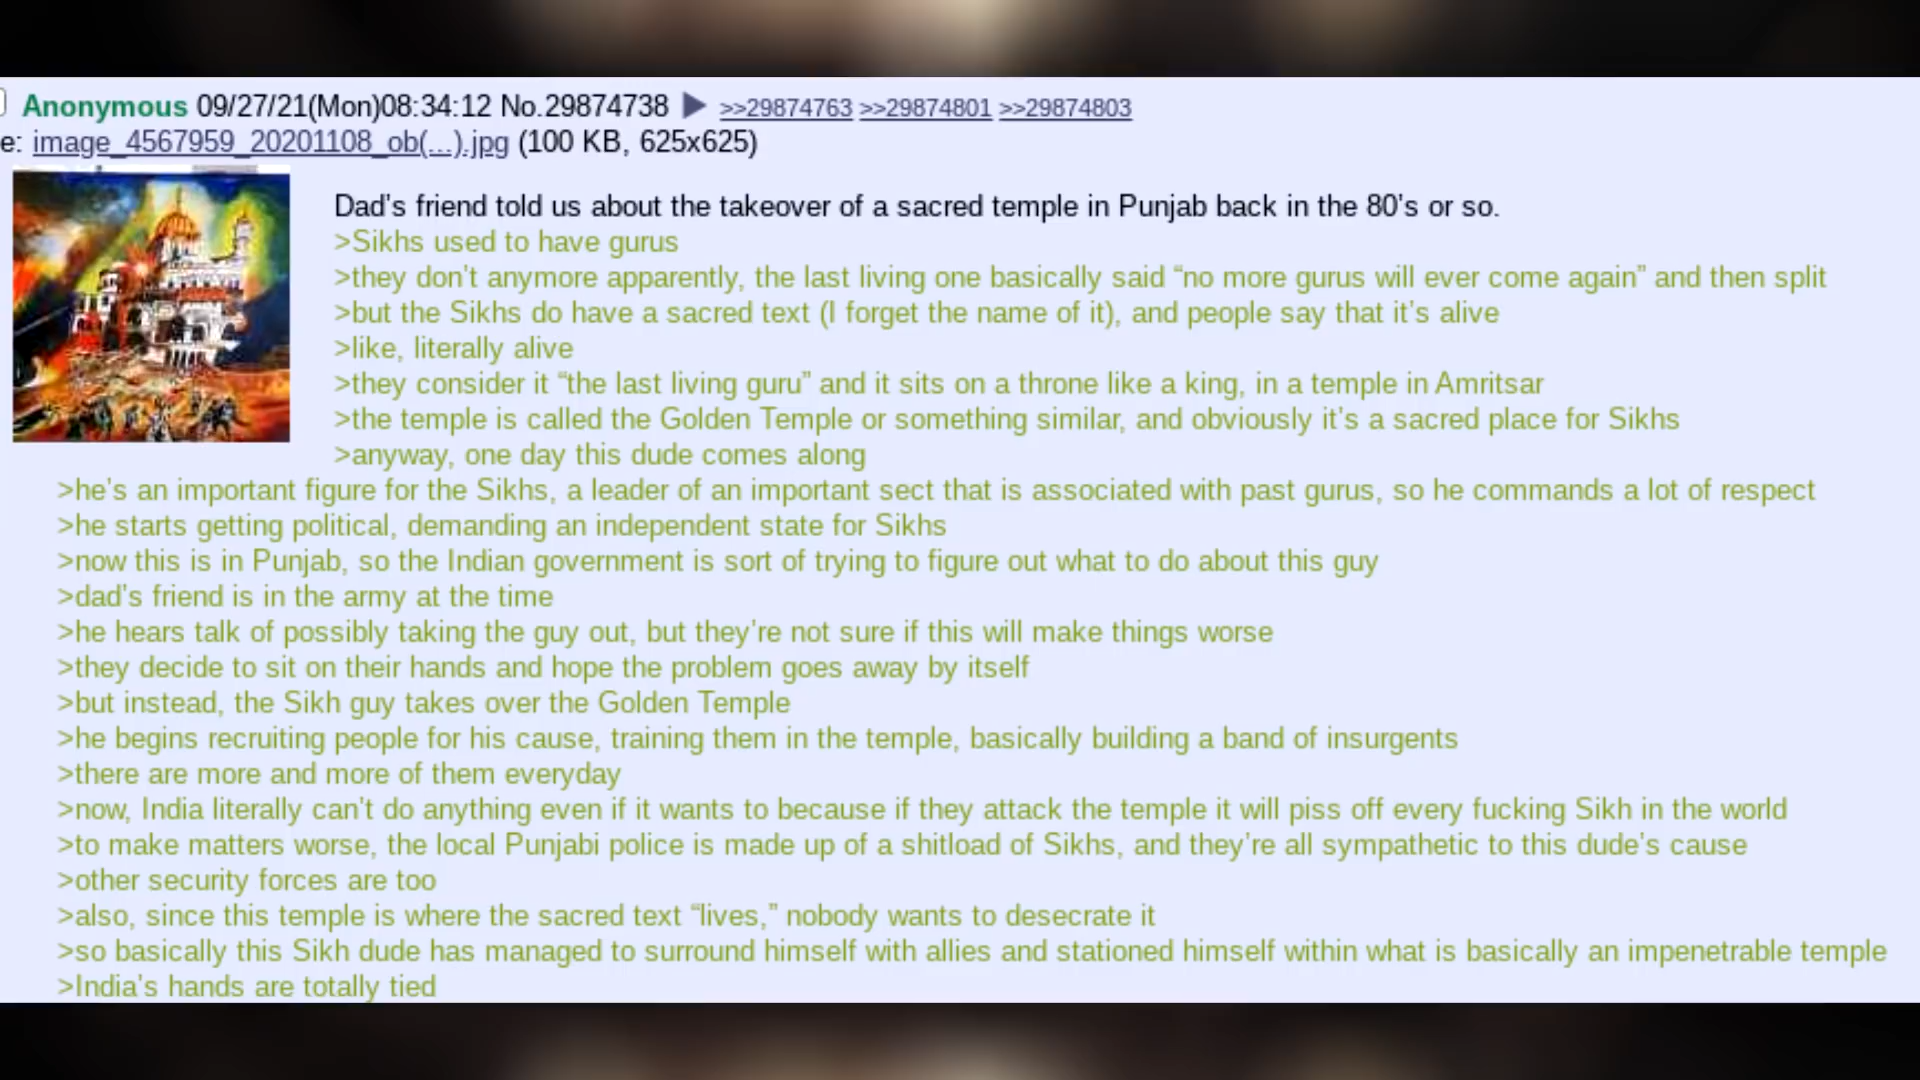 Anonymous 09/27/21(Mon)08:34:12 No.29874738 ▶ >>29874763 >>29874801 >>29874803
e: image_4567959_20201108_ob(...).jpg (100 KB, 625x625)
Dad’s friend told us about the takeover of a sacred temple in Punjab back in the 80’s or so.
>Sikhs used to have gurus
>they don’t anymore apparently, the last living one basically said “no more gurus will ever come again” and then split
>but the Sikhs do have a sacred text (I forget the name of it), and people say that it’s alive
>like, literally alive
>they consider it “the last living guru” and it sits on a throne like a king, in a temple in Amritsar
>the temple is called the Golden Temple or something similar, and obviously it’s a sacred place for Sikhs
>anyway, one day this dude comes along
>he’s an important figure for the Sikhs, a leader of an important sect that is associated with past gurus, so he commands a lot of respect
>he starts getting political, demanding an independent state for Sikhs
>now this is in Punjab, so the Indian government is sort of trying to figure out what to do about this guy
>dad’s friend is in the army at the time
>he hears talk of possibly taking the guy out, but they’re not sure if this will make things worse
>they decide to sit on their hands and hope the problem goes away by itself
>but instead, the Sikh guy takes over the Golden Temple
>he begins recruiting people for his cause, training them in the temple, basically building a band of insurgents
>there are more and more of them everyday
>now, India literally can’t do anything even if it wants to because if they attack the temple it will piss off every fucking Sikh in the world
>to make matters worse, the local Punjabi police is made up of a shitload of Sikhs, and they’re all sympathetic to this dude’s cause
>other security forces are too
>also, since this temple is where the sacred text “lives,” nobody wants to desecrate it
>so basically this Sikh dude has managed to surround himself with allies and stationed himself within what is basically an impenetrable temple
>India’s hands are totally tied